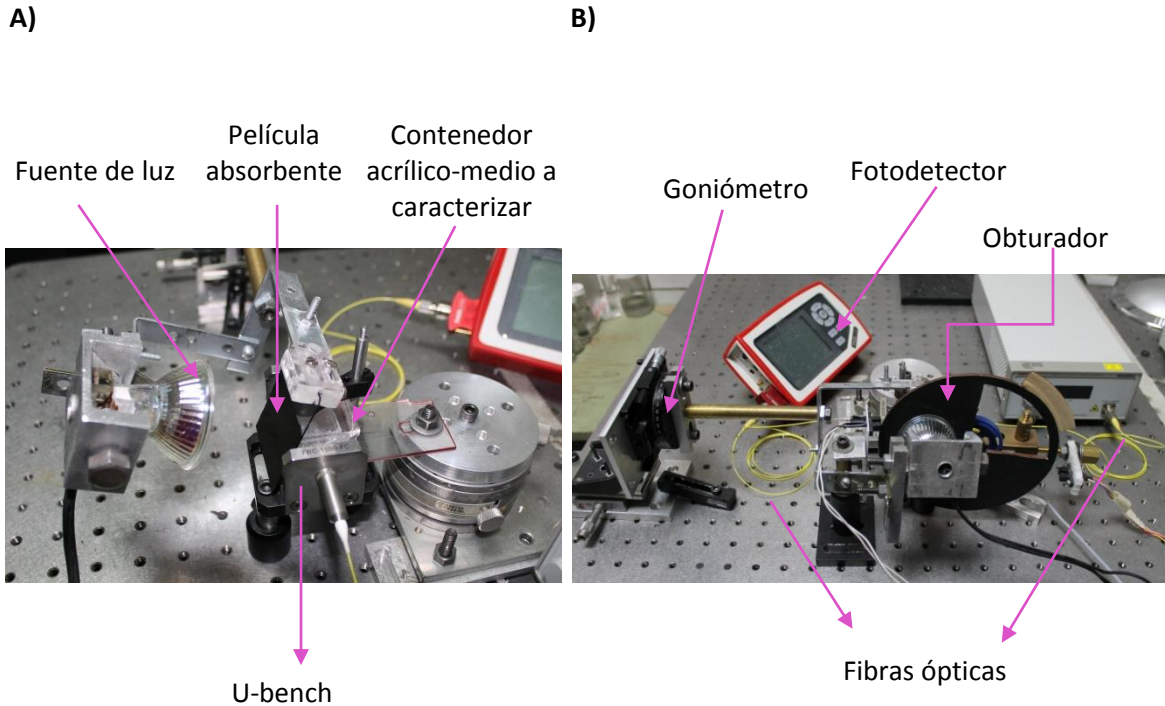 A)
B)
Película
absorbente
Contenedor
acrílico-medio a
caracterizar
Fuente de luz
Goniómetro
Fotodetector
Obturador
U-bench
Fibras ópticas